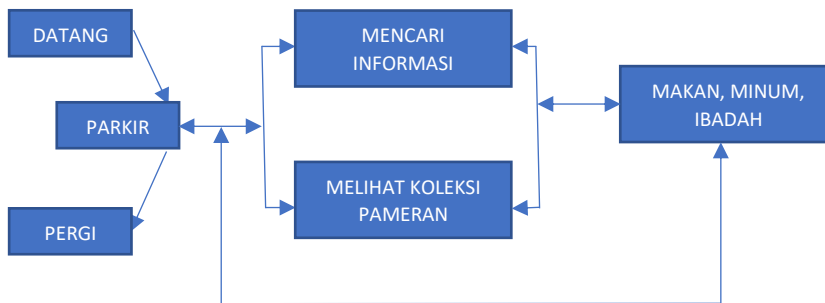 DATANG
PARKIR
PERGI
MENCARI
INFORMASI
MELIHAT KOLEKSI
PAMERAN
MAKAN, MINUM,
IBADAH